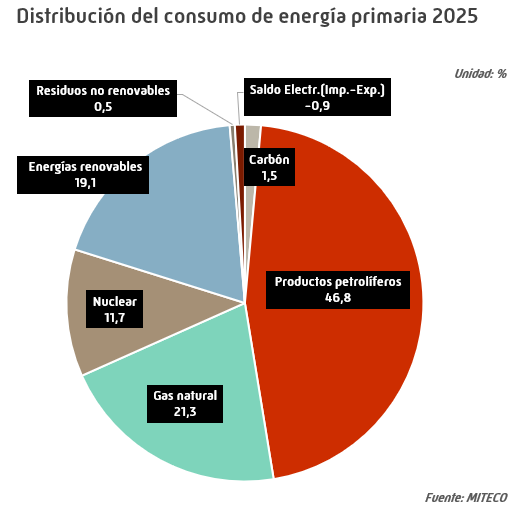 Distribución del consumo de energía primaria 2025
Unidad: %
Residuos no renovables
0,5
Saldo Electr.(Imp.-Exp.)
-0,9
Energías renovables
19,1
Carbón
1,5
Productos petrolíferos
46,8
Nuclear
11,7
Gas natural
21,3
Fuente: MITECO